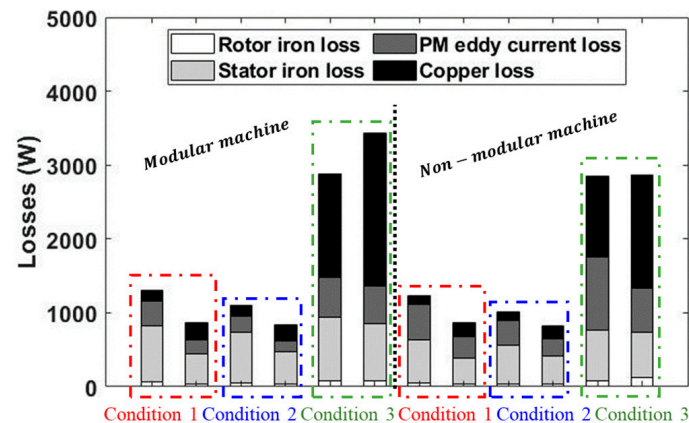 5000
4000
3000
2000
1000
0
Losses (W)
Rotor iron loss
PM eddy current loss
Stator iron loss
Copper loss
Modular machine
Non − modular machine
Condition 1 Condition 2 Condition 3 Condition 1 Condition 2 Condition 3